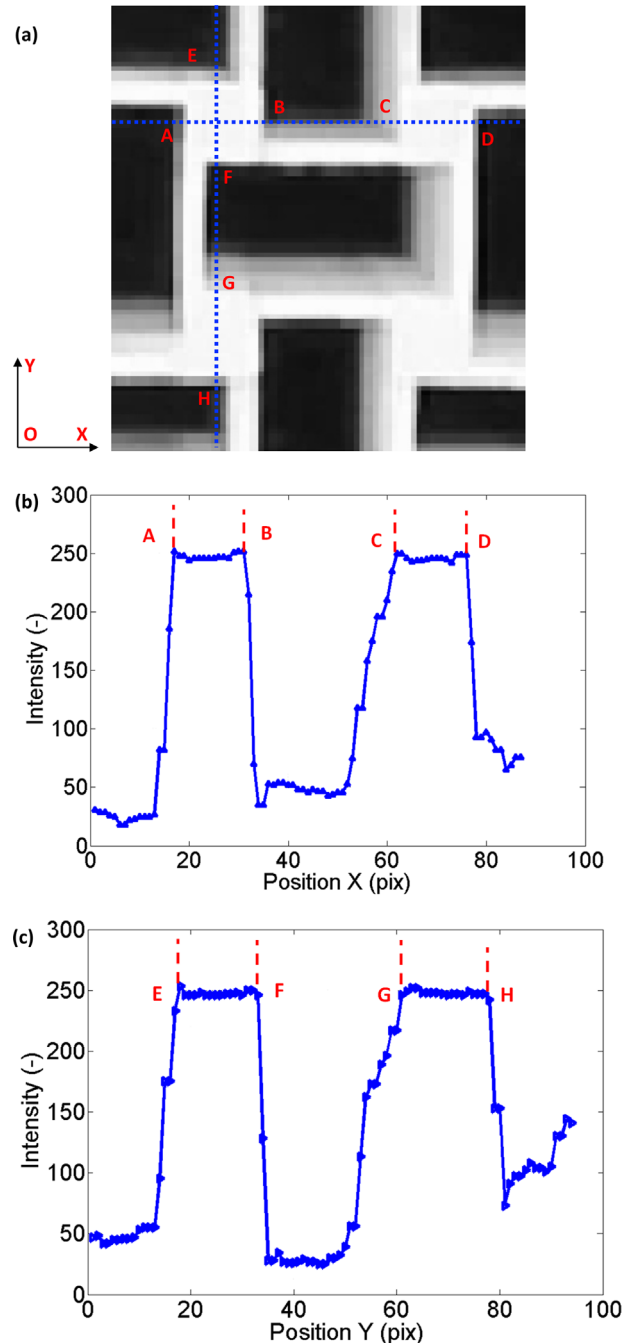 (a)
E
B C
A D
F
G
H
Y
O X
(b)
300
250
200
150
100
50
0
A B C D
Intensity (-)
0 20 40 60 80 100
Position X (pix)
(c)
300
250
200
150
100
50
0
E F G H
Intensity (-)
0 20 40 60 80 100
Position Y (pix)